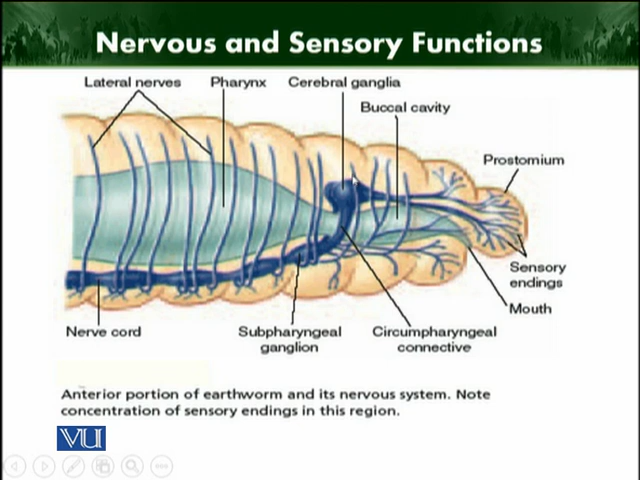 Nervous and Sensory Functions
Lateral nerves
Pharynx
Cerebral ganglia
Buccal cavity
Prostomium
Sensory
endings
Mouth
Nerve cord
Subpharyngeal
ganglion
Circumpharyngeal
connective
Anterior portion of earthworm and its nervous system. Note
concentration of sensory endings in this region.
VU